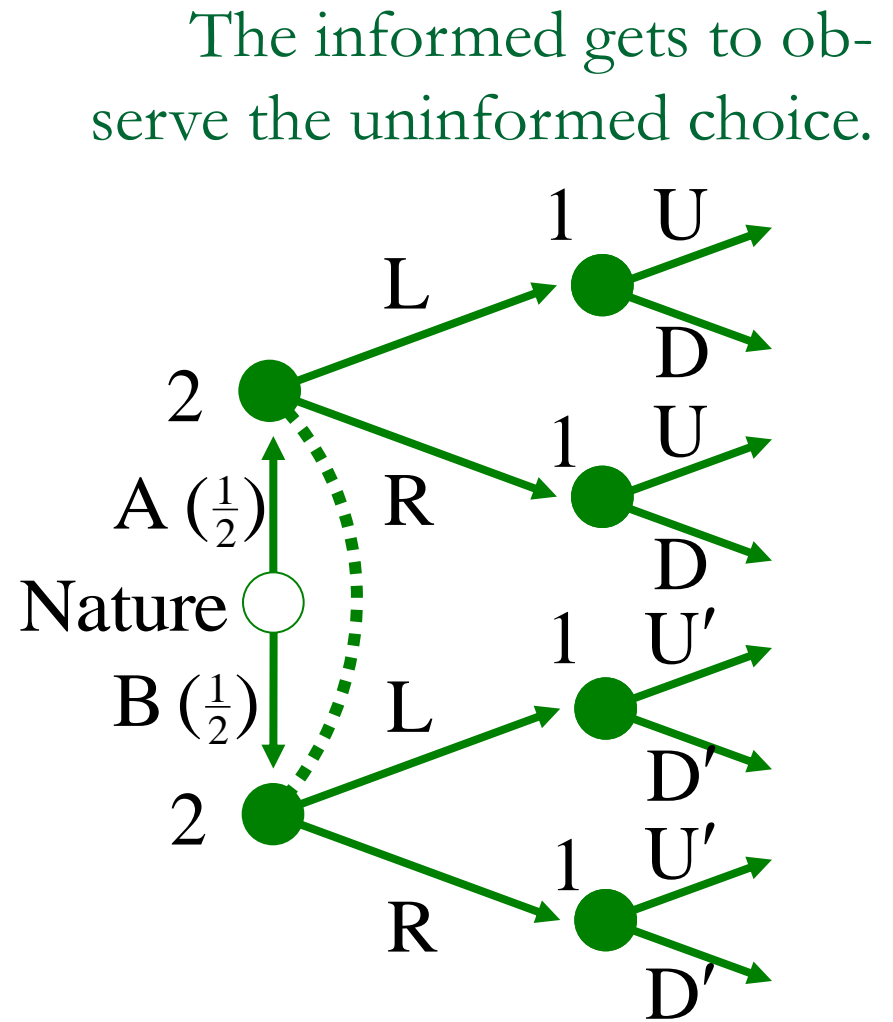 The informed gets to ob-
serve the uninformed choice.
1 U
L
D
2
1 U
A (1/2)
R
D
Nature
1 U′
B (1/2)
L
D′
2
1 U′
R
D′